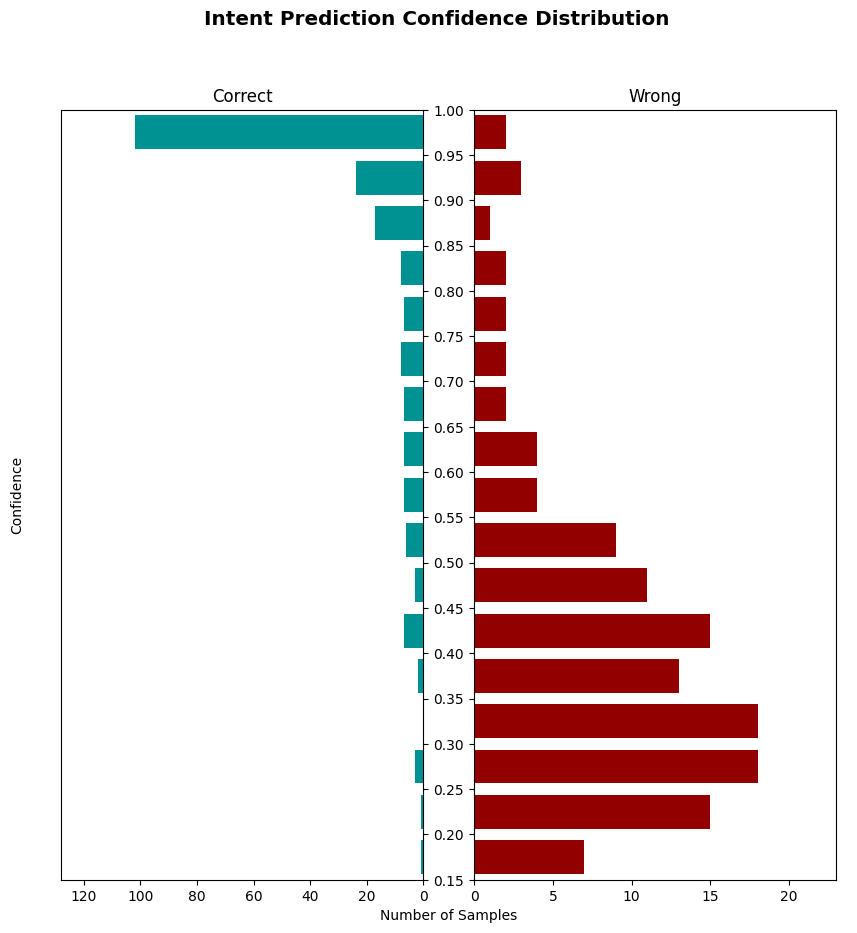 Intent Prediction Confidence Distribution
Correct
Wrong
1.00
0.95
0.90
0.85
0.80
0.75
0.70
0.65
0.60
0.55
0.50
0.45
0.40
0.35
0.30
0.25
0.20
0.15
Confidence
120 100 80 60 40 20 0
0 5 10 15 20
Number of Samples